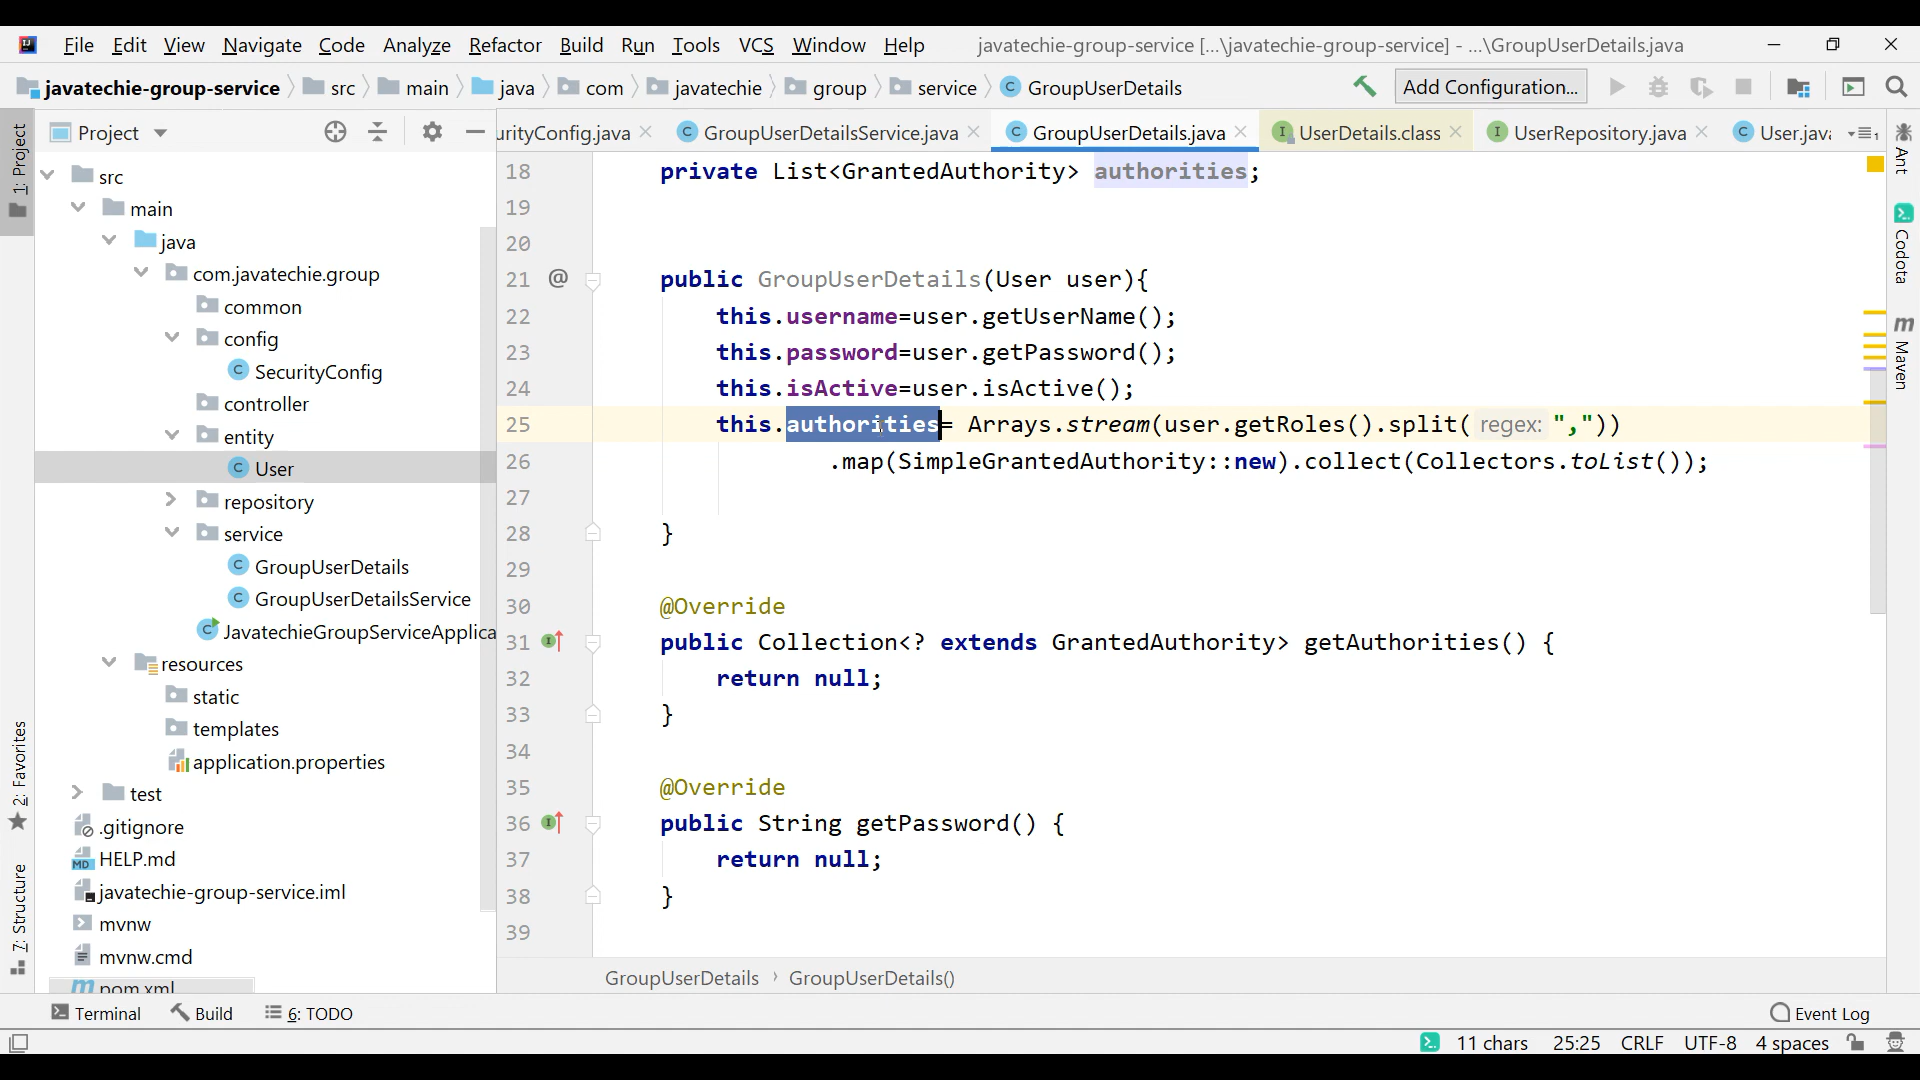 File Edit View Navigate Code Analyze Refactor Build Run Tools VCS Window Help javatechie-group-service [...\javatechie-group-service] - ...\GroupUserDetails.java
javatechie-group-service src main java com javatechie group service GroupUserDetails Add Configuration...
Project
urityConfig.java GroupUserDetailsService.java GroupUserDetails.java UserDetails.class UserRepository.java User.java
1: Project
2: Favorites
7: Structure
src
main
java
com.javatechie.group
common
config
SecurityConfig
controller
entity
User
repository
service
GroupUserDetails
GroupUserDetailsService
JavatechieGroupServiceApplica
resources
static
templates
application.properties
test
.gitignore
HELP.md
javatechie-group-service.iml
mvnw
mvnw.cmd
pom.xml
18 private List<GrantedAuthority> authorities;
19
20
21 @ public GroupUserDetails(User user){
22 this.username=user.getUserName();
23 this.password=user.getPassword();
24 this.isActive=user.isActive();
25 this.authorities= Arrays.stream(user.getRoles().split( regex: ","))
26 .map(SimpleGrantedAuthority::new).collect(Collectors.toList());
27
28 }
29
30 @Override
31 public Collection<? extends GrantedAuthority> getAuthorities() {
32 return null;
33 }
34
35 @Override
36 public String getPassword() {
37 return null;
38 }
39
GroupUserDetails › GroupUserDetails()
Ant
Codota
Maven
Terminal Build 6: TODO Event Log
11 chars 25:25 CRLF UTF-8 4 spaces